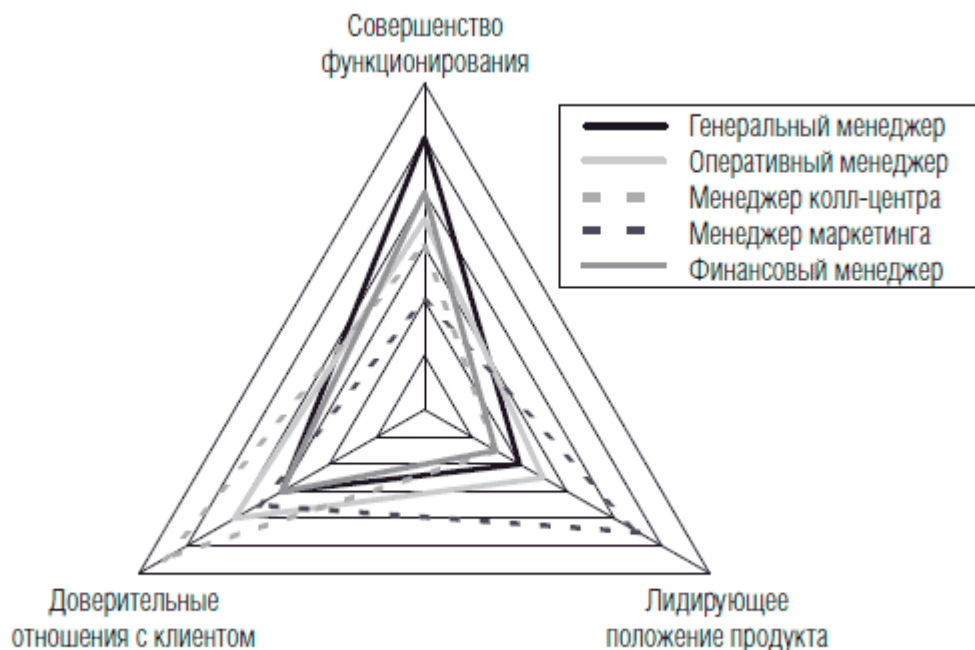 Совершенство
функционирования
Генеральный менеджер
Оперативный менеджер
Менеджер колл-центра
Менеджер маркетинга
Финансовый менеджер
Доверительные
отношения с клиентом
Лидирующее
положение продукта